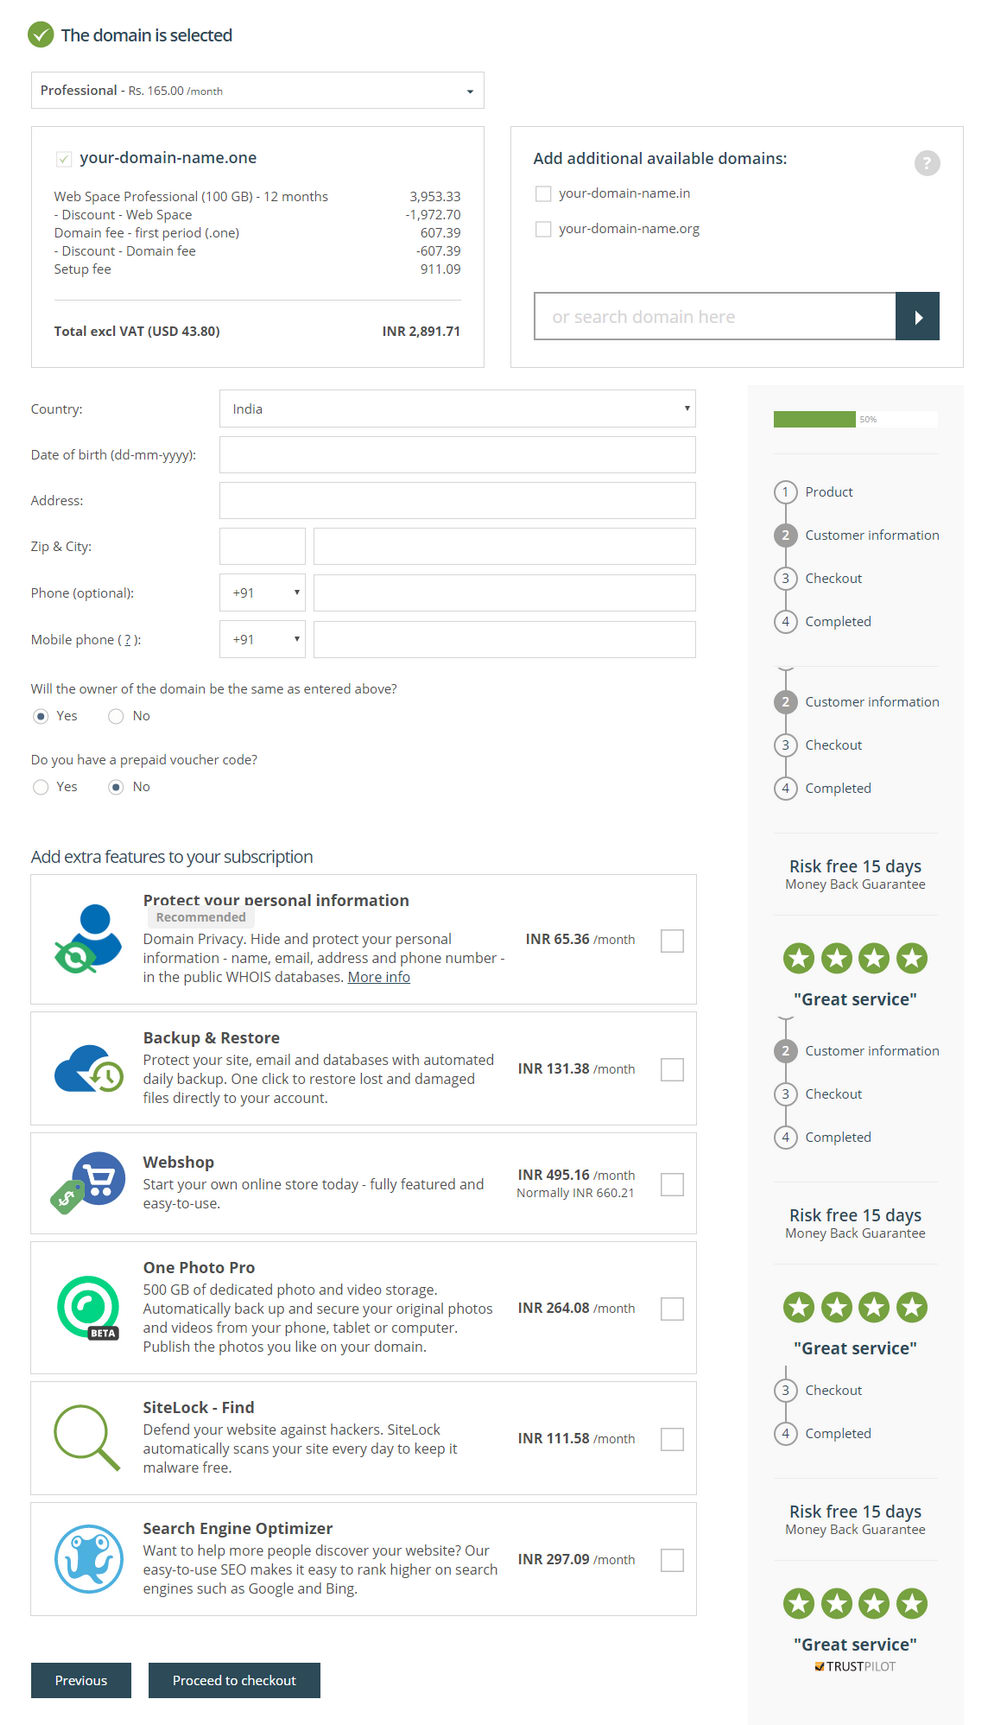 The domain is selected
Professional - Rs. 165.00 /month
your-domain-name.one
Web Space Professional (100 GB) - 12 months 3,953.33
- Discount - Web Space -1,972.70
Domain fee - first period (.one) 607.39
- Discount - Domain fee -607.39
Setup fee 911.09
Total excl VAT (USD 43.80) INR 2,891.71
Add additional available domains:
?
your-domain-name.in
your-domain-name.org
or search domain here
Country: India
Date of birth (dd-mm-yyyy):
Address:
Zip & City:
Phone (optional): +91
Mobile phone ( ? ): +91
Will the owner of the domain be the same as entered above?
Yes No
Do you have a prepaid voucher code?
Yes No
Add extra features to your subscription
Protect your personal information
Recommended
Domain Privacy. Hide and protect your personal
information - name, email, address and phone number -
in the public WHOIS databases. More info
INR 65.36 /month
Backup & Restore
Protect your site, email and databases with automated
daily backup. One click to restore lost and damaged
files directly to your account.
INR 131.38 /month
Webshop
Start your own online store today - fully featured and
easy-to-use.
INR 495.16 /month
Normally INR 660.21
$
One Photo Pro
500 GB of dedicated photo and video storage.
Automatically back up and secure your original photos
and videos from your phone, tablet or computer.
Publish the photos you like on your domain.
INR 264.08 /month
BETA
SiteLock - Find
Defend your website against hackers. SiteLock
automatically scans your site every day to keep it
malware free.
INR 111.58 /month
Search Engine Optimizer
Want to help more people discover your website? Our
easy-to-use SEO makes it easy to rank higher on search
engines such as Google and Bing.
INR 297.09 /month
Previous
Proceed to checkout
50%
1 Product
2 Customer information
3 Checkout
4 Completed
2 Customer information
3 Checkout
4 Completed
Risk free 15 days
Money Back Guarantee
"Great service"
2 Customer information
3 Checkout
4 Completed
Risk free 15 days
Money Back Guarantee
"Great service"
3 Checkout
4 Completed
Risk free 15 days
Money Back Guarantee
"Great service"
TRUSTPILOT